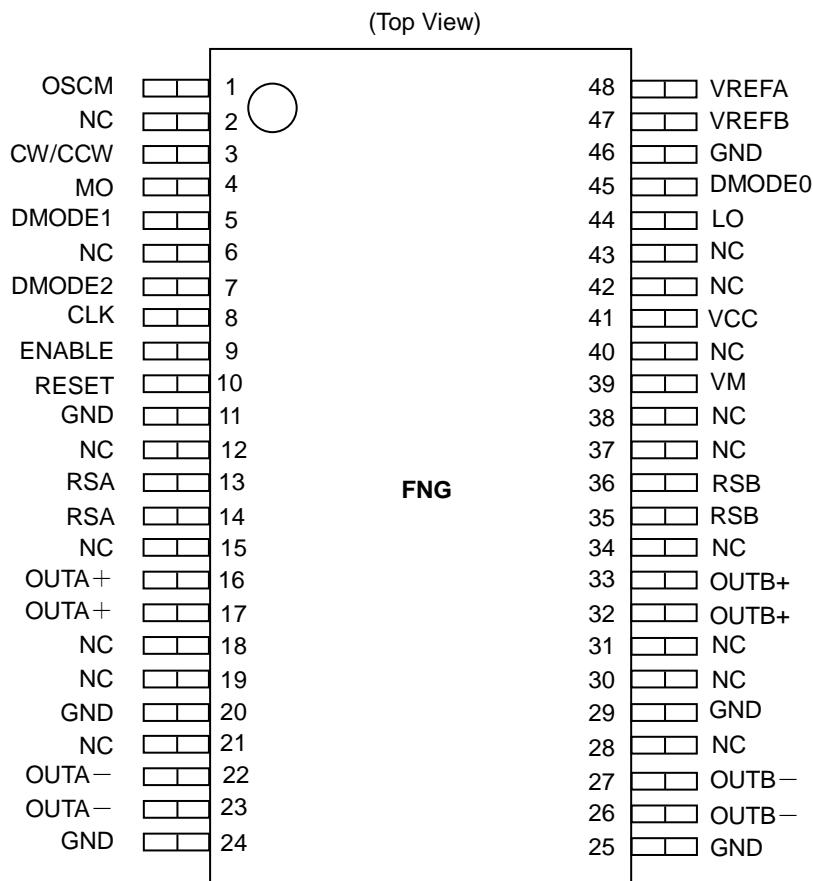 (Top View)
OSCM 1 48 VREFA
NC 2 47 VREFB
CW/CCW 3 46 GND
MO 4 45 DMODE0
DMODE1 5 44 LO
NC 6 43 NC
DMODE2 7 42 NC
CLK 8 41 VCC
ENABLE 9 40 NC
RESET 10 39 VM
GND 11 38 NC
NC 12 37 NC
RSA 13 FNG 36 RSB
RSA 14 35 RSB
NC 15 34 NC
OUTA+ 16 33 OUTB+
OUTA+ 17 32 OUTB+
NC 18 31 NC
NC 19 30 NC
GND 20 29 GND
NC 21 28 NC
OUTA− 22 27 OUTB−
OUTA− 23 26 OUTB−
GND 24 25 GND